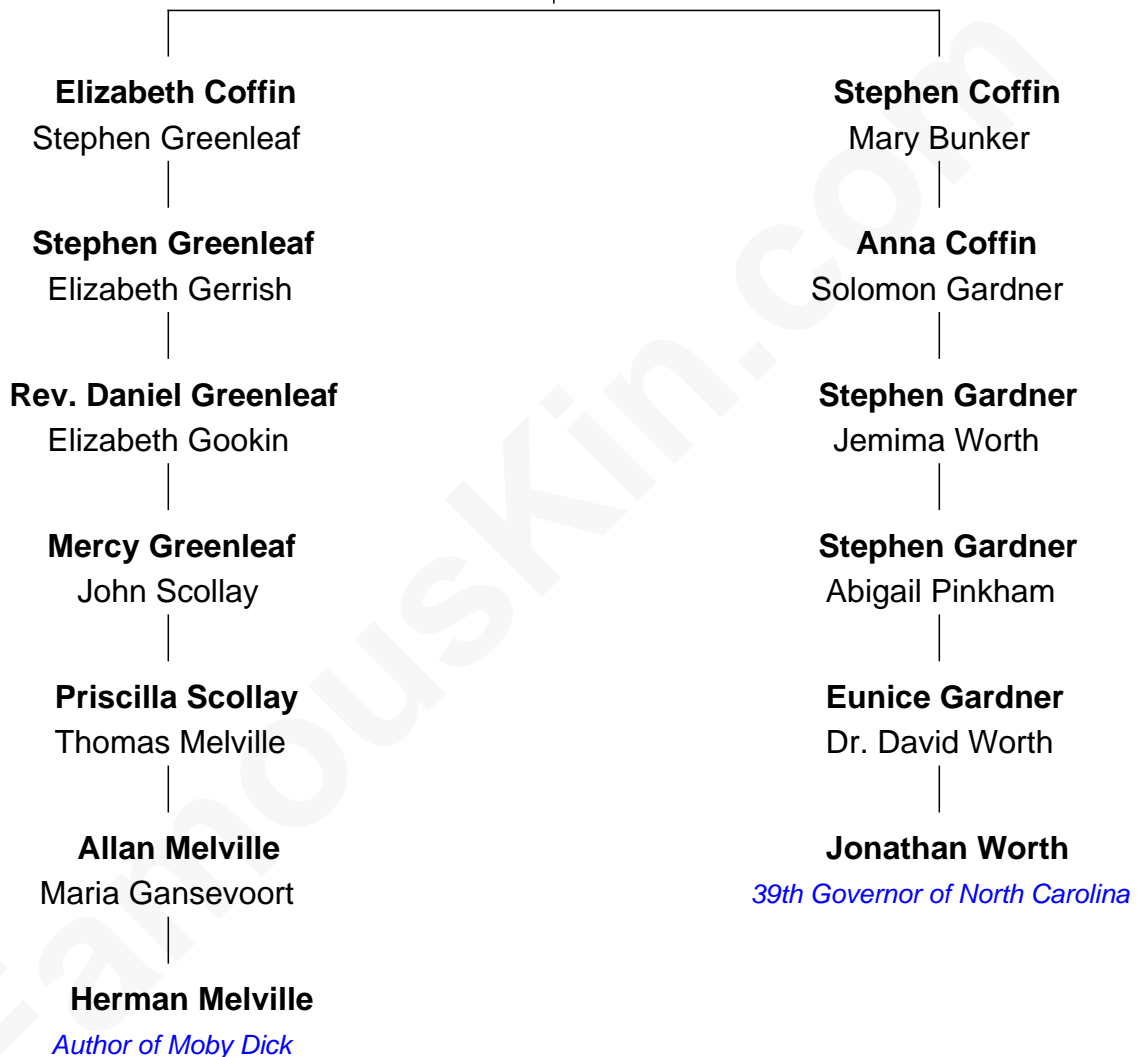 Elizabeth Coffin
Stephen Greenleaf
Stephen Greenleaf
Elizabeth Gerrish
Rev. Daniel Greenleaf
Elizabeth Gookin
Mercy Greenleaf
John Scollay
Priscilla Scollay
Thomas Melville
Allan Melville
Maria Gansevoort
Herman Melville
Author of Moby Dick
Stephen Coffin
Mary Bunker
Anna Coffin
Solomon Gardner
Stephen Gardner
Jemima Worth
Stephen Gardner
Abigail Pinkham
Eunice Gardner
Dr. David Worth
Jonathan Worth
39th Governor of North Carolina
FamousKin.com